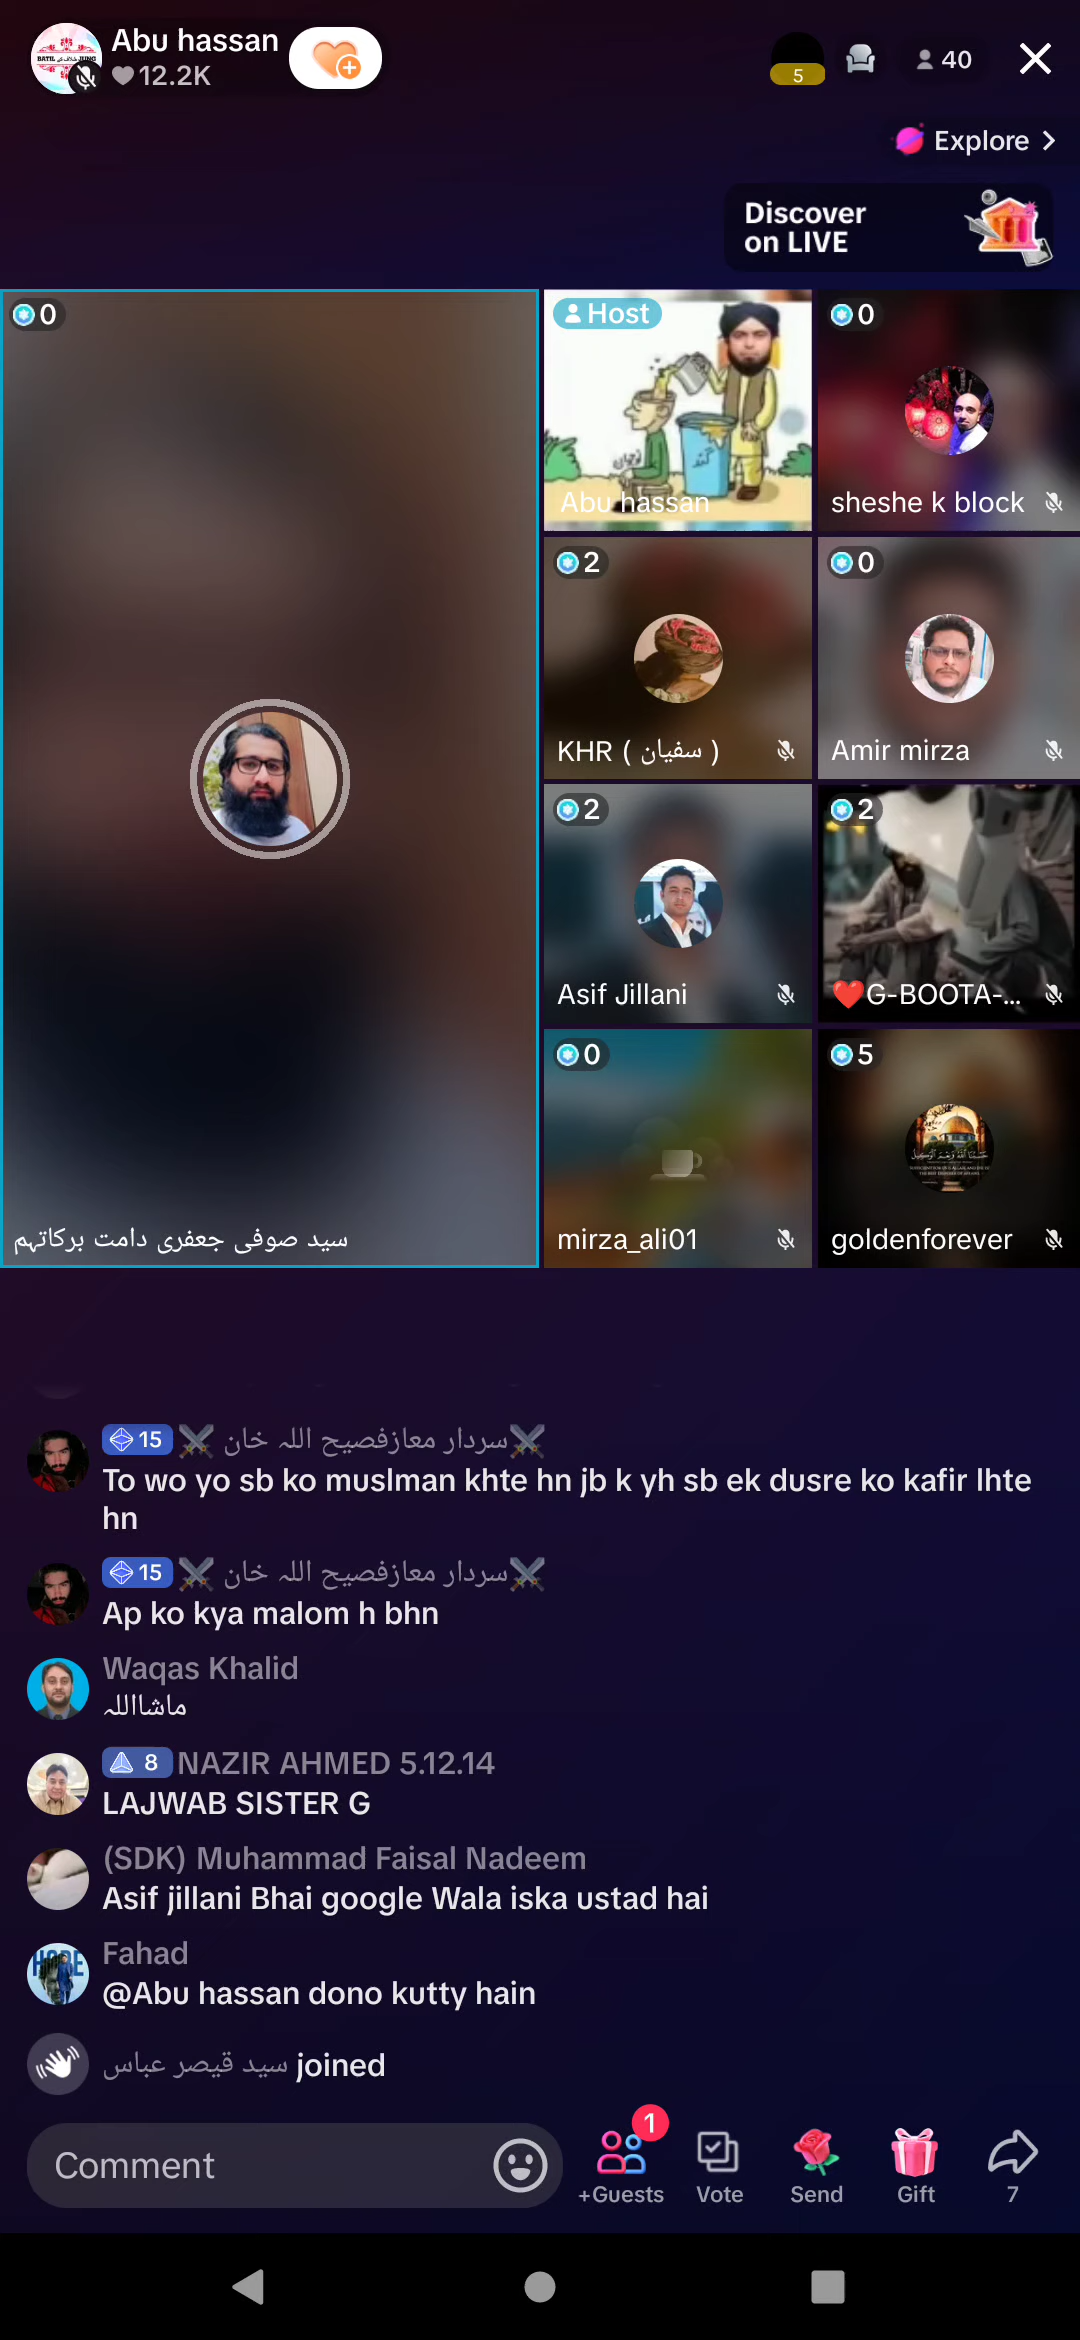 Abu hassan
12.2K
5
40
Explore
Discover
on LIVE
0
Host
نوجوان
گند
Abu hassan
0
sheshe k block
2
KHR ( سفیان )
0
Amir mirza
2
Asif Jillani
2
❤️G-BOOTA-...
0
mirza_ali01
5
goldenforever
سید صوفی جعفری دامت برکاتہم
15 ⚔️سردار معازفصیح اللہ خان ⚔️
To wo yo sb ko muslman khte hn jb k yh sb ek dusre ko kafir lhte
hn
15 ⚔️سردار معازفصیح اللہ خان ⚔️
Ap ko kya malom h bhn
Waqas Khalid
ماشااللہ
8 NAZIR AHMED 5.12.14
LAJWAB SISTER G
(SDK) Muhammad Faisal Nadeem
Asif jillani Bhai google Wala iska ustad hai
Fahad
@Abu hassan dono kutty hain
سید قیصر عباس joined
Comment
1
+Guests
Vote
Send
Gift
7